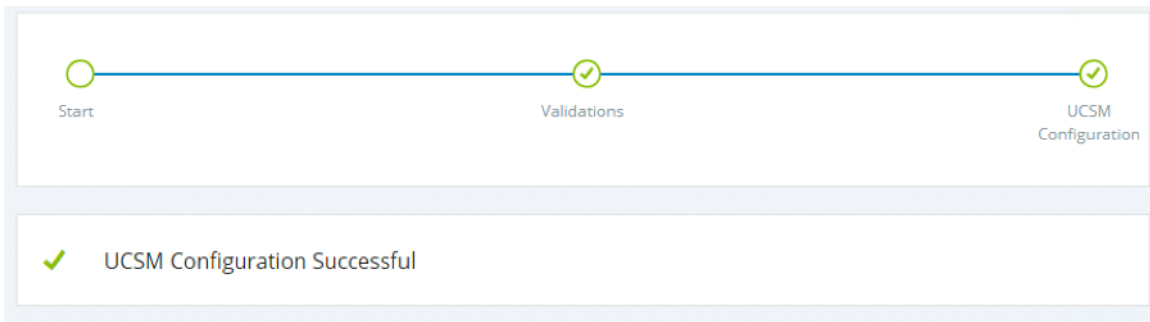 Start
Validations
UCSM
Configuration
UCSM Configuration Successful